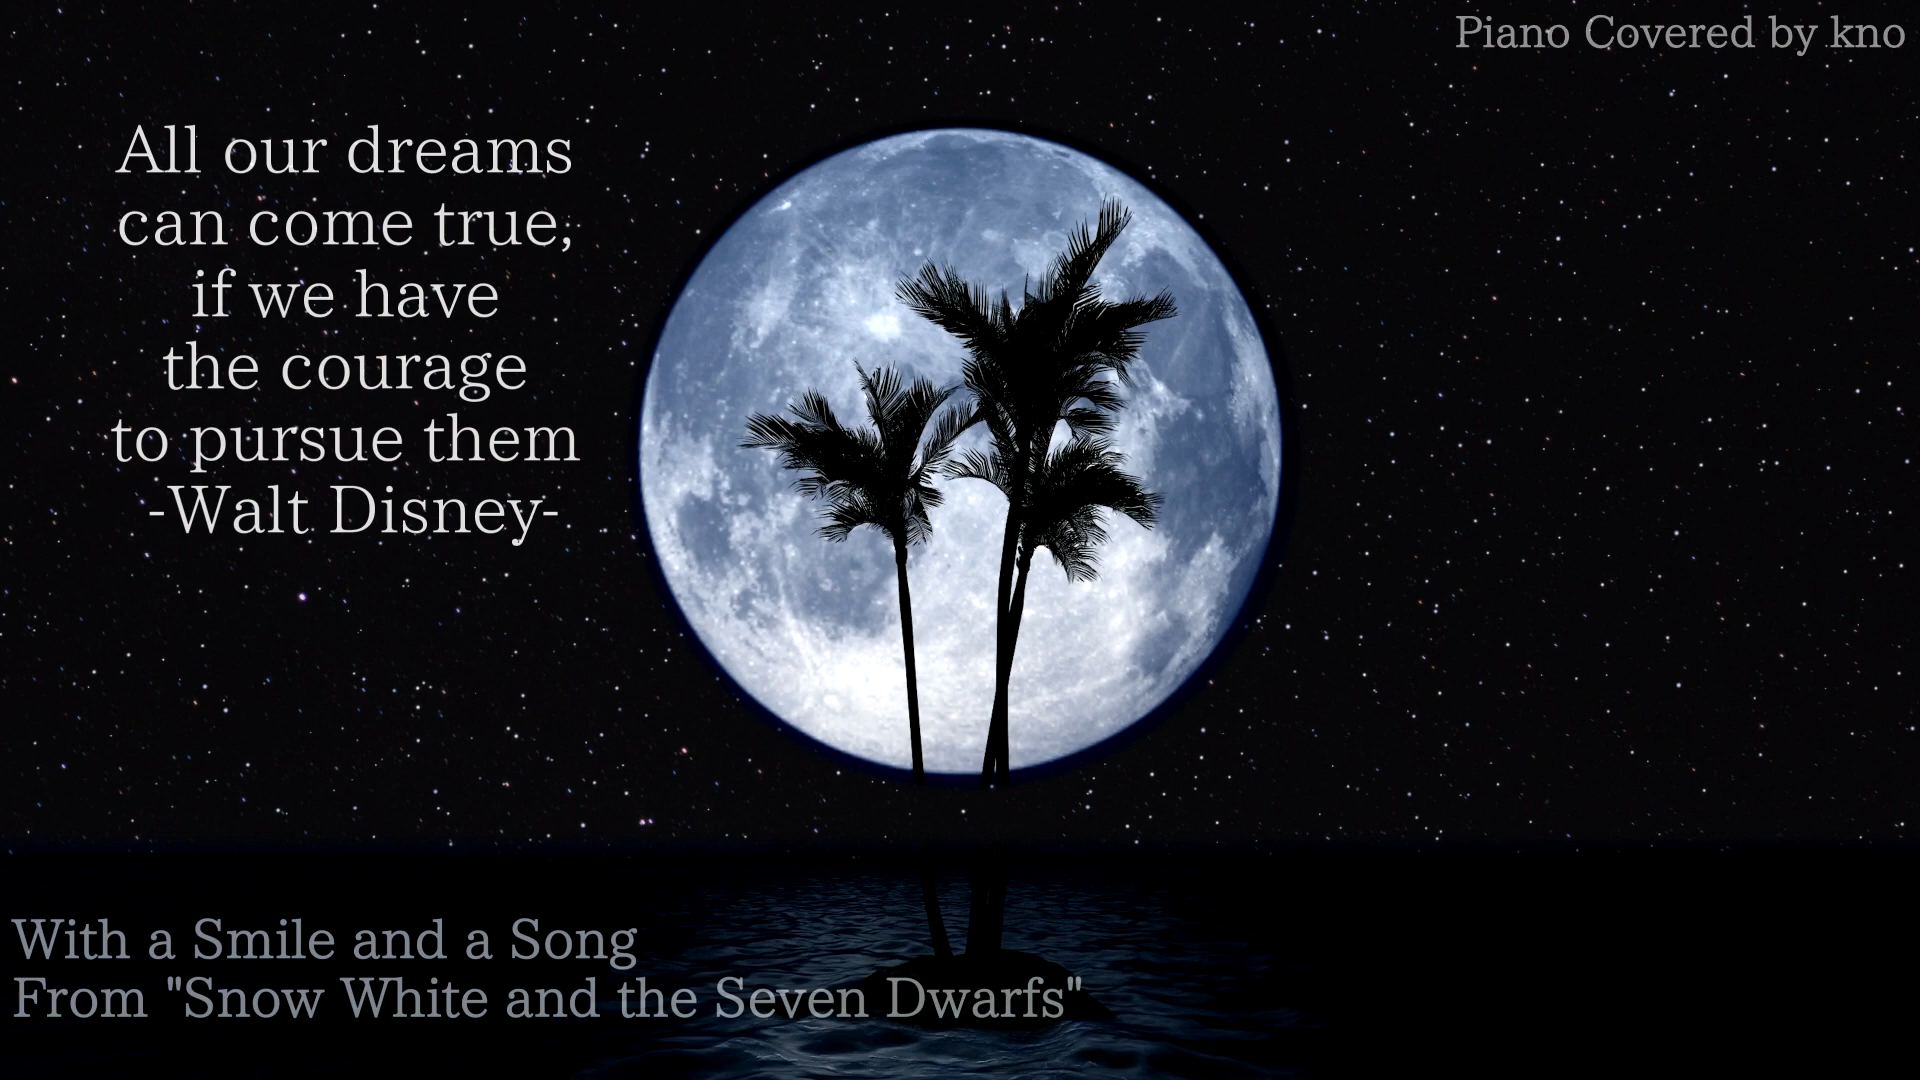 Piano Covered by kno
All our dreams
can come true,
if we have
the courage
to pursue them
-Walt Disney-
With a Smile and a Song
From "Snow White and the Seven Dwarfs"